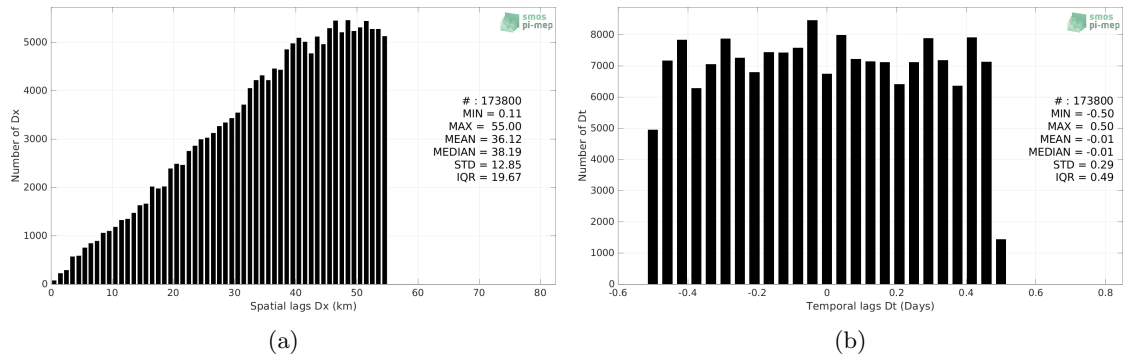 smos
pi-mep
Number of Dx
5000
4000
3000
2000
1000
0
# : 173800
MIN = 0.11
MAX = 55.00
MEAN = 36.12
MEDIAN = 38.19
STD = 12.85
IQR = 19.67
0 10 20 30 40 50 60 70 80
Spatial lags Dx (km)
(a)
smos
pi-mep
Number of Dt
8000
7000
6000
5000
4000
3000
2000
1000
0
# : 173800
MIN = -0.50
MAX = 0.50
MEAN = -0.01
MEDIAN = -0.01
STD = 0.29
IQR = 0.49
-0.6 -0.4 -0.2 0 0.2 0.4 0.6 0.8
Temporal lags Dt (Days)
(b)